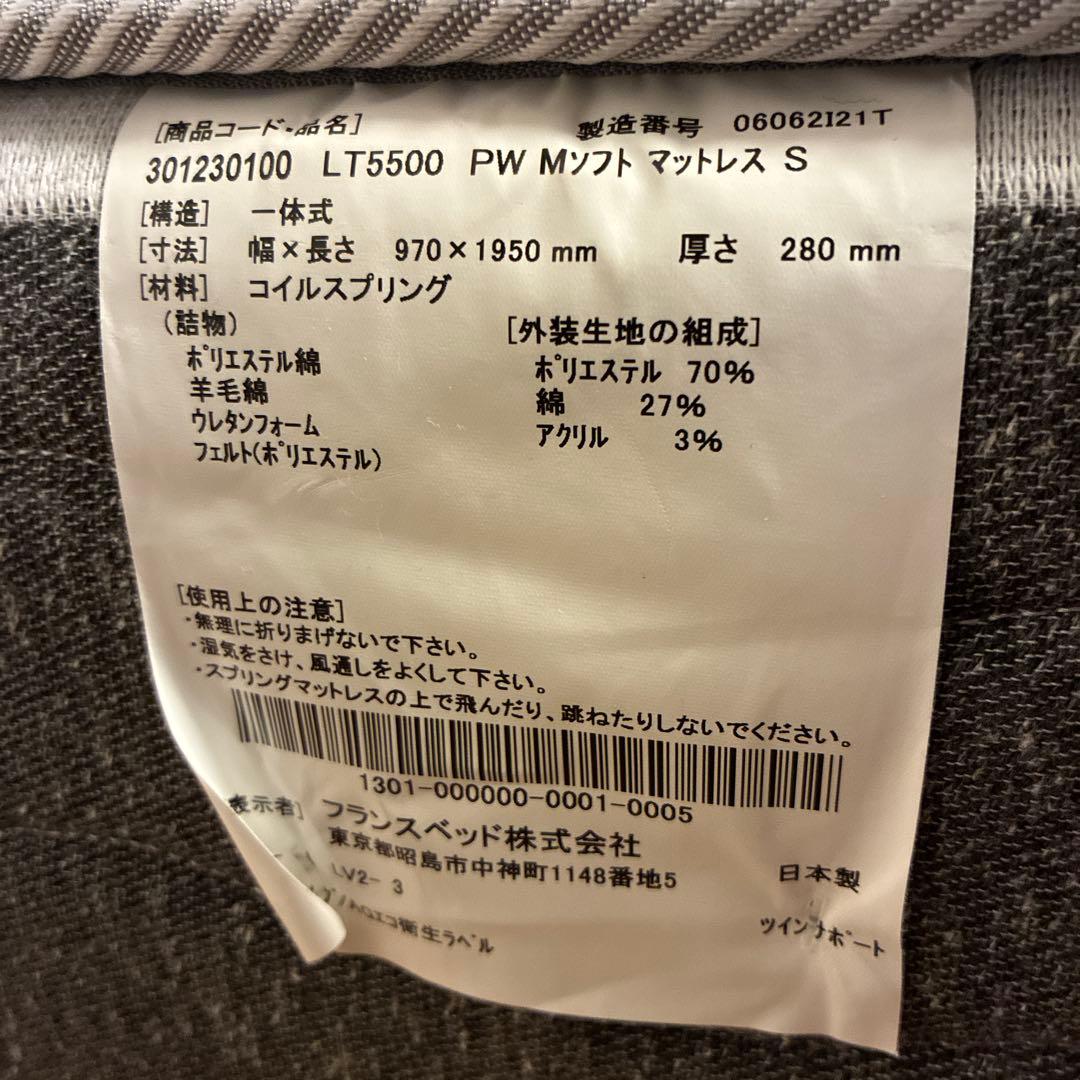 [商品コード・品名] 製造番号 06062I21T
301230100 LT5500 PW Mソフト マットレス S
[構造] 一体式
[寸法] 幅×長さ 970×1950 mm 厚さ 280 mm
[材料] コイルスプリング
(詰物)
ポリエステル綿
羊毛綿
ウレタンフォーム
フェルト(ポリエステル)
[外装生地の組成]
ポリエステル 70%
綿 27%
アクリル 3%
[使用上の注意]
・無理に折りまげないで下さい。
・湿気をさけ、風通しをよくして下さい。
・スプリングマットレスの上で飛んだり、跳ねたりしないでください。
1301-000000-0001-0005
表示者] フランスベッド株式会社
東京都昭島市中神町1148番地5
日本製
LV2- 3
グ/AGエコ衛生ラベル
ツインサポート